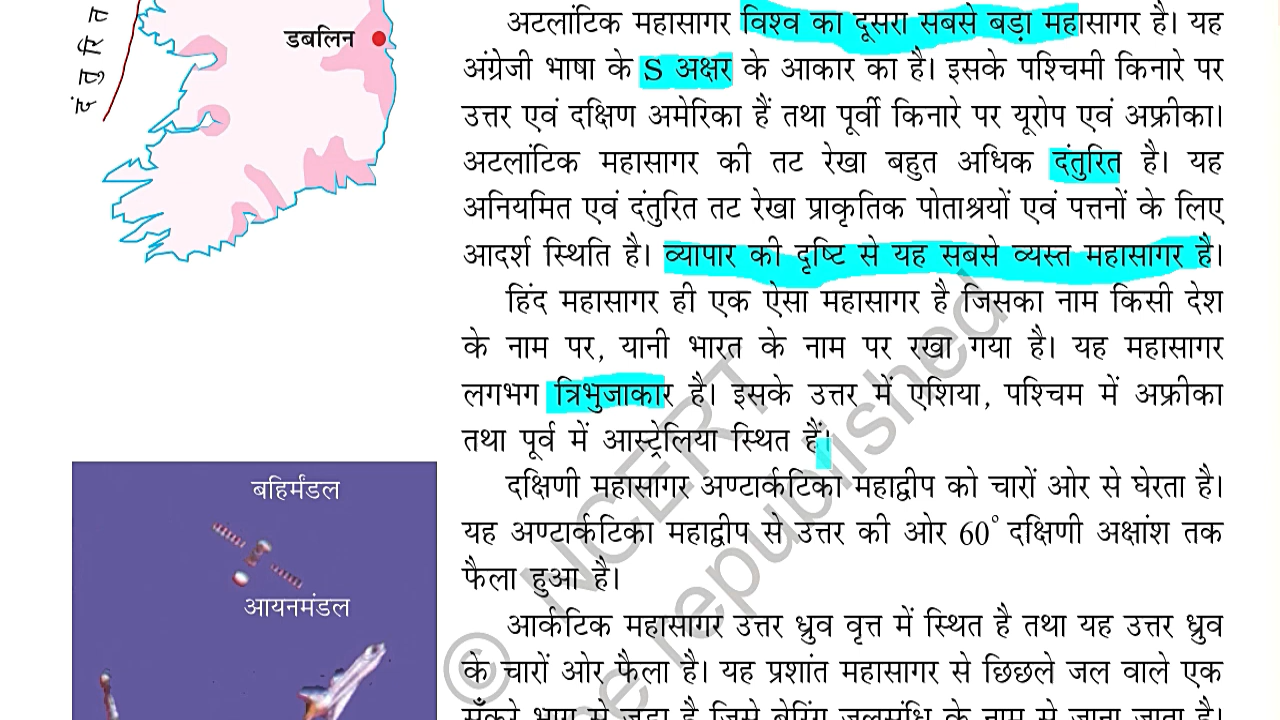 दंतुरित
डबलिन
अटलांटिक महासागर विश्व का दूसरा सबसे बड़ा महासागर है। यह
अंग्रेजी भाषा के S अक्षर के आकार का है। इसके पश्चिमी किनारे पर
उत्तर एवं दक्षिण अमेरिका हैं तथा पूर्वी किनारे पर यूरोप एवं अफ्रीका।
अटलांटिक महासागर की तट रेखा बहुत अधिक दंतुरित है। यह
अनियमित एवं दंतुरित तट रेखा प्राकृतिक पोताश्रयों एवं पत्तनों के लिए
आदर्श स्थिति है। व्यापार की दृष्टि से यह सबसे व्यस्त महासागर है।
हिंद महासागर ही एक ऐसा महासागर है जिसका नाम किसी देश
के नाम पर, यानी भारत के नाम पर रखा गया है। यह महासागर
लगभग त्रिभुजाकार है। इसके उत्तर में एशिया, पश्चिम में अफ्रीका
तथा पूर्व में आस्ट्रेलिया स्थित हैं।
दक्षिणी महासागर अण्टार्कटिका महाद्वीप को चारों ओर से घेरता है।
यह अण्टार्कटिका महाद्वीप से उत्तर की ओर 60° दक्षिणी अक्षांश तक
फैला हुआ है।
आर्कटिक महासागर उत्तर ध्रुव वृत्त में स्थित है तथा यह उत्तर ध्रुव
के चारों ओर फैला है। यह प्रशांत महासागर से छिछले जल वाले एक
सँकरे भाग से जुड़ा है जिसे बेरिंग जलसंधि के नाम से जाना जाता है।
बहिर्मंडल
आयनमंडल
© NCERT
be republished